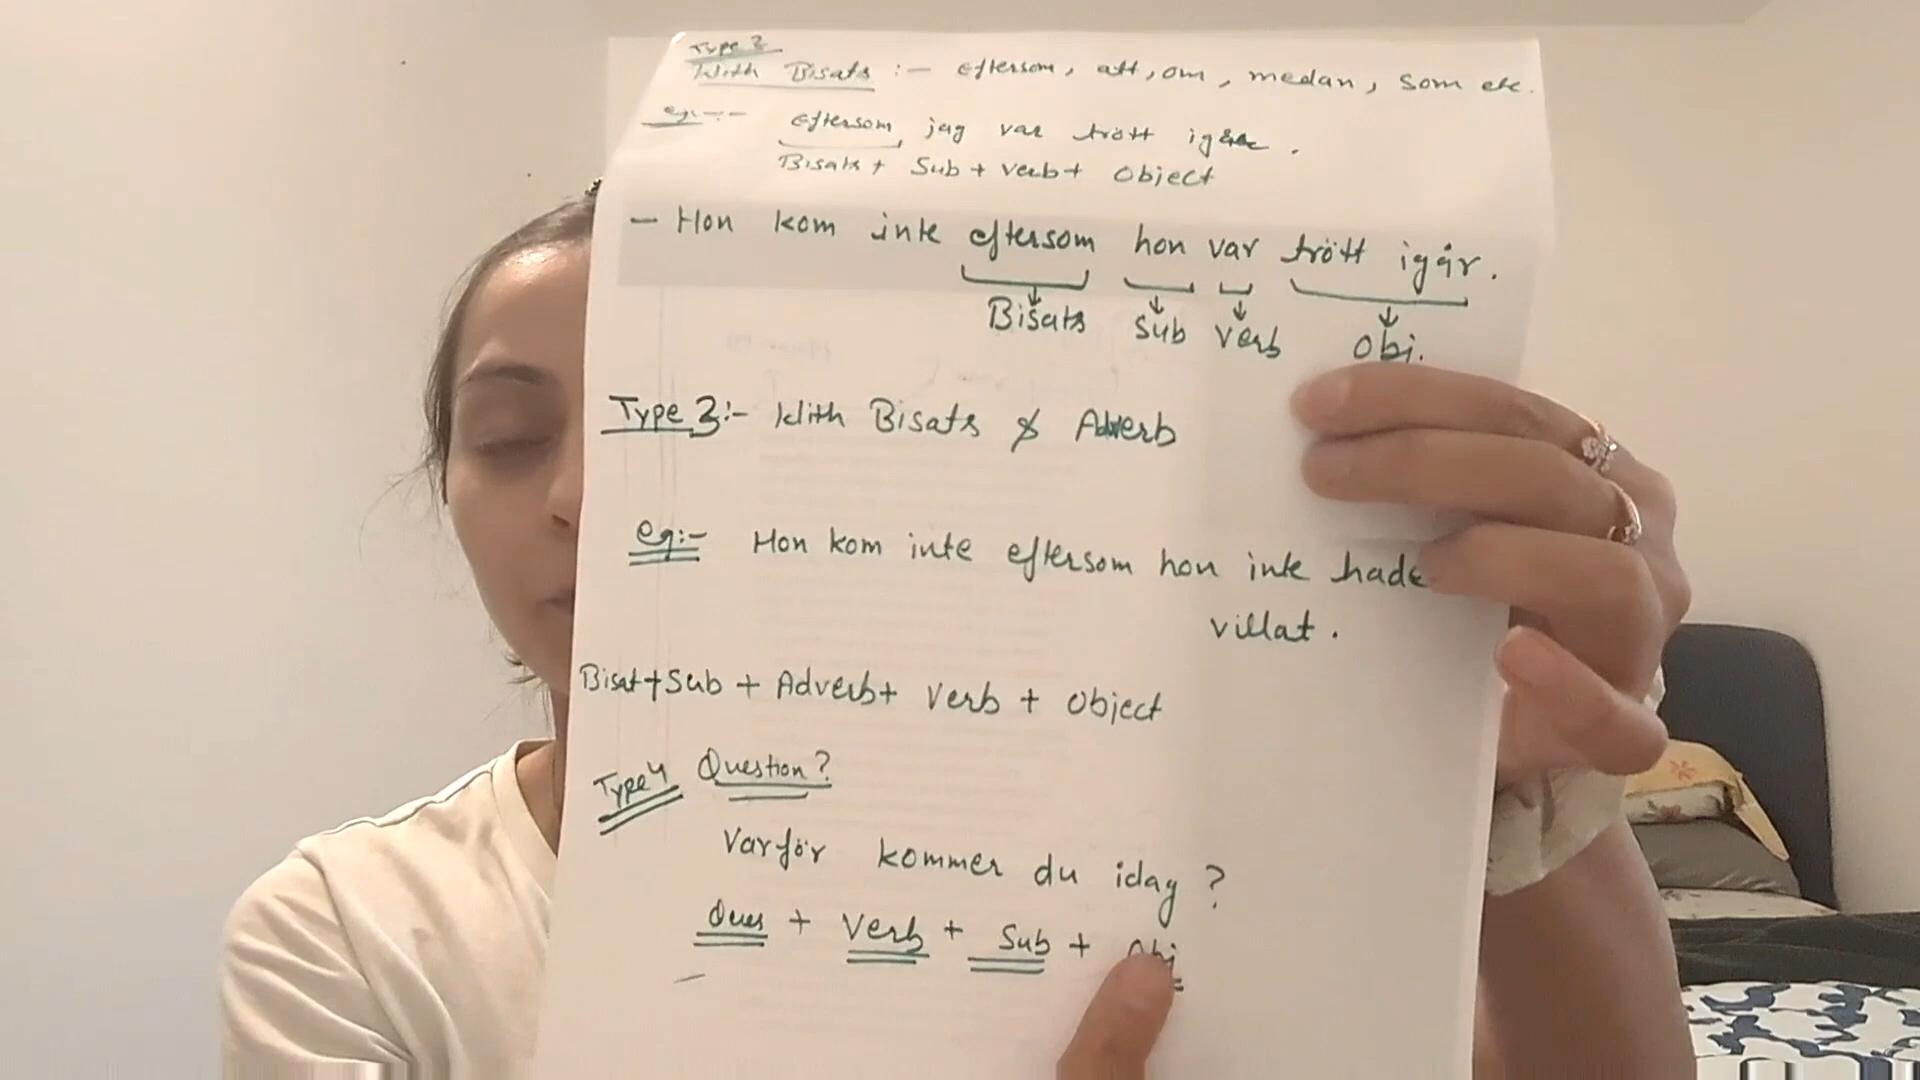 Type 2
With Bisats :- eftersom, att, om, medan, som etc.
eg:-- eftersom jag var trött igår.
Bisats + Sub + verb + Object
- Hon kom inte eftersom hon var trött igår.
Bisats sub verb obj.
Type 3:- With Bisats & Adverb
eg:- Hon kom inte eftersom hon inte hade
villat.
Bisat + Sub + Adverb + Verb + Object
Type 4 Question?
Varför kommer du idag ?
Ques + Verb + Sub + Obj